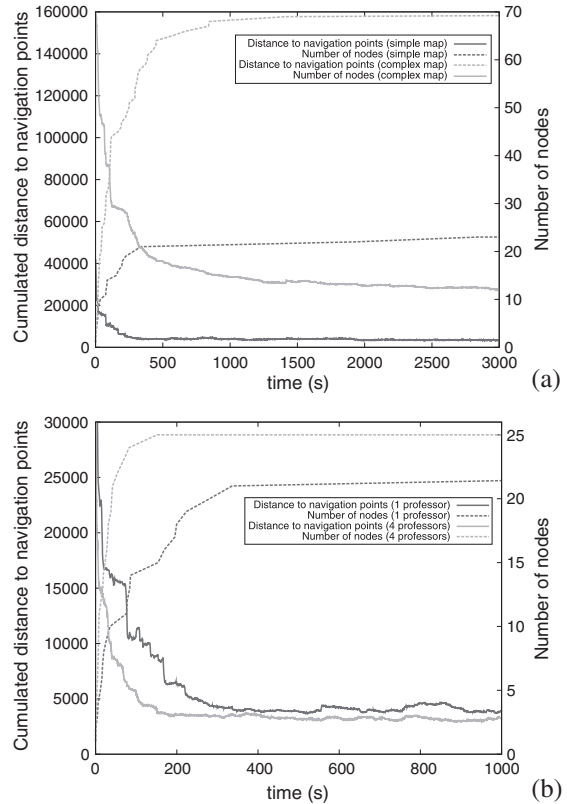 160000
140000
120000
100000
80000
60000
40000
20000
0
Cumulated distance to navigation points
70
60
50
40
30
20
10
0
Number of nodes
Distance to navigation points (simple map)
Number of nodes (simple map)
Distance to navigation points (complex map)
Number of nodes (complex map)
0 500 1000 1500 2000 2500 3000
time (s)
(a)
30000
25000
20000
15000
10000
5000
0
Cumulated distance to navigation points
25
20
15
10
5
0
Number of nodes
Distance to navigation points (1 professor)
Number of nodes (1 professor)
Distance to navigation points (4 professors)
Number of nodes (4 professors)
0 200 400 600 800 1000
time (s)
(b)